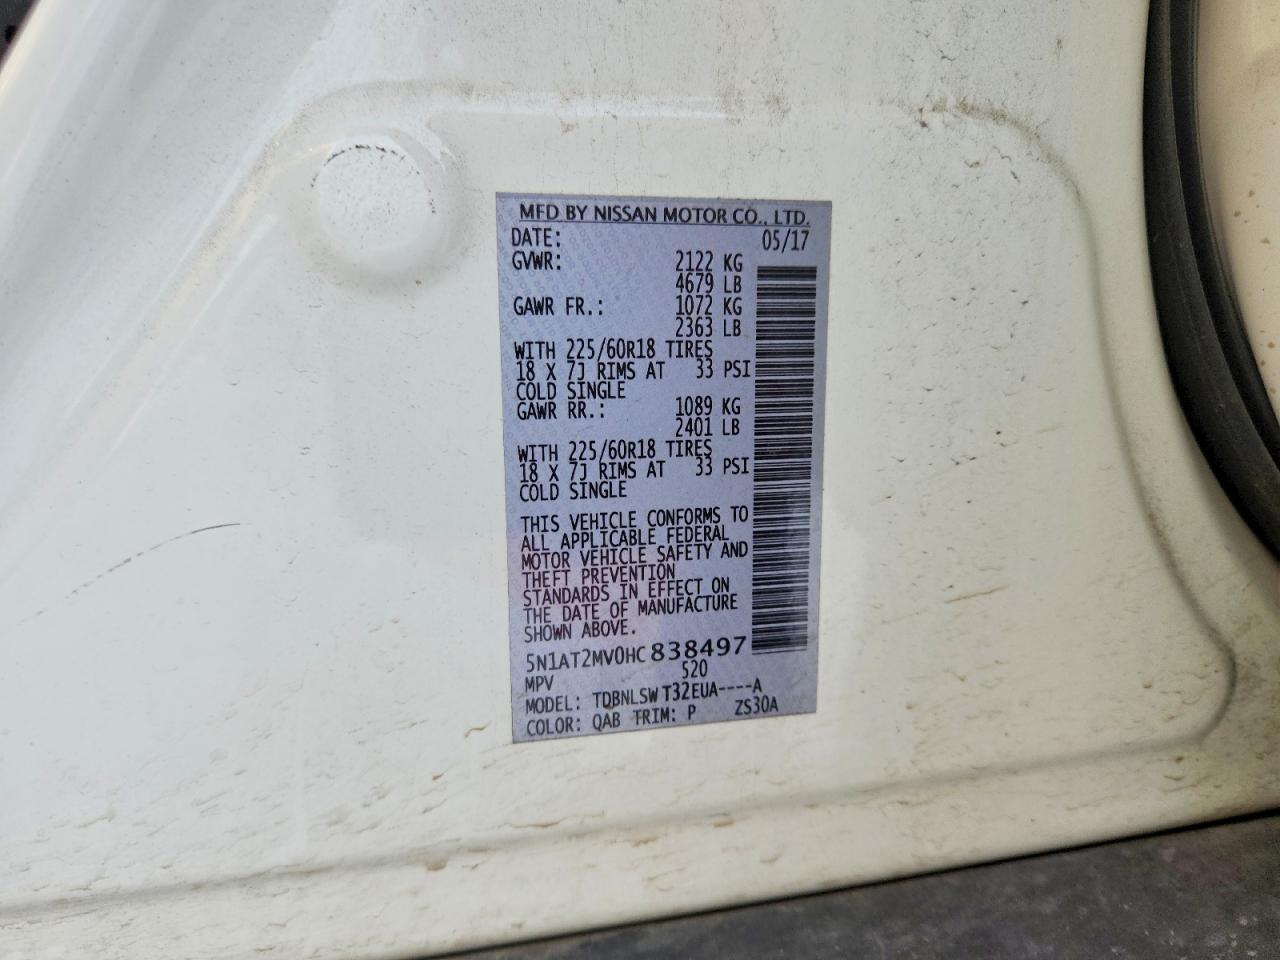 MFD BY NISSAN MOTOR CO., LTD.
DATE: 05/17
GVWR: 2122 KG
4679 LB
GAWR FR.: 1072 KG
2363 LB
WITH 225/60R18 TIRES
18 X 7J RIMS AT 33 PSI
COLD SINGLE
GAWR RR.: 1089 KG
2401 LB
WITH 225/60R18 TIRES
18 X 7J RIMS AT 33 PSI
COLD SINGLE
THIS VEHICLE CONFORMS TO
ALL APPLICABLE FEDERAL
MOTOR VEHICLE SAFETY AND
THEFT PREVENTION
STANDARDS IN EFFECT ON
THE DATE OF MANUFACTURE
SHOWN ABOVE.
5N1AT2MV0HC838497
MPV 520
MODEL: TDBNLSW T32EUA----A
COLOR: QAB TRIM: P ZS30A